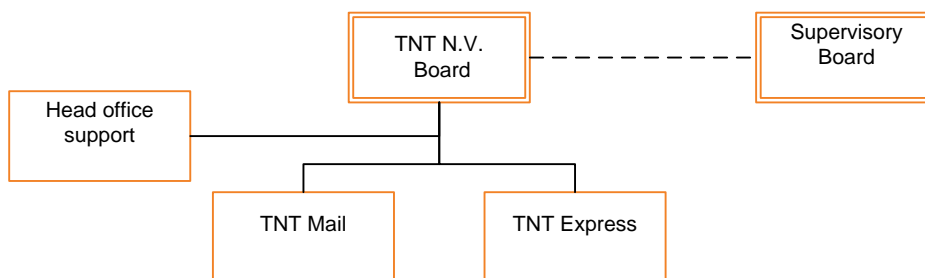 TNT N.V.
Board
Supervisory
Board
Head office
support
TNT Mail
TNT Express